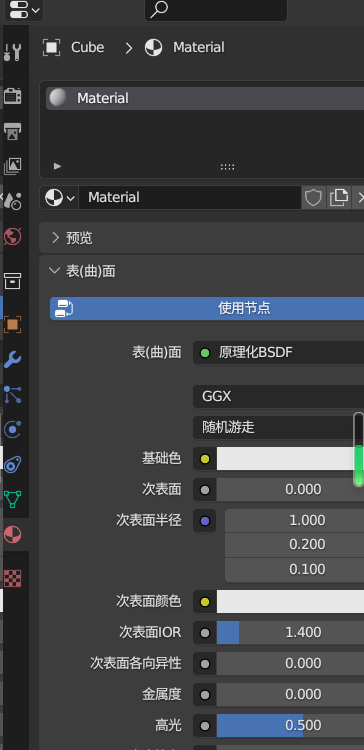 Cube > Material
Material
Material
预览
表(曲)面
使用节点
表(曲)面 原理化BSDF
GGX
随机游走
基础色
次表面 0.000
次表面半径 1.000
0.200
0.100
次表面颜色
次表面IOR 1.400
次表面各向异性 0.000
金属度 0.000
高光 0.500